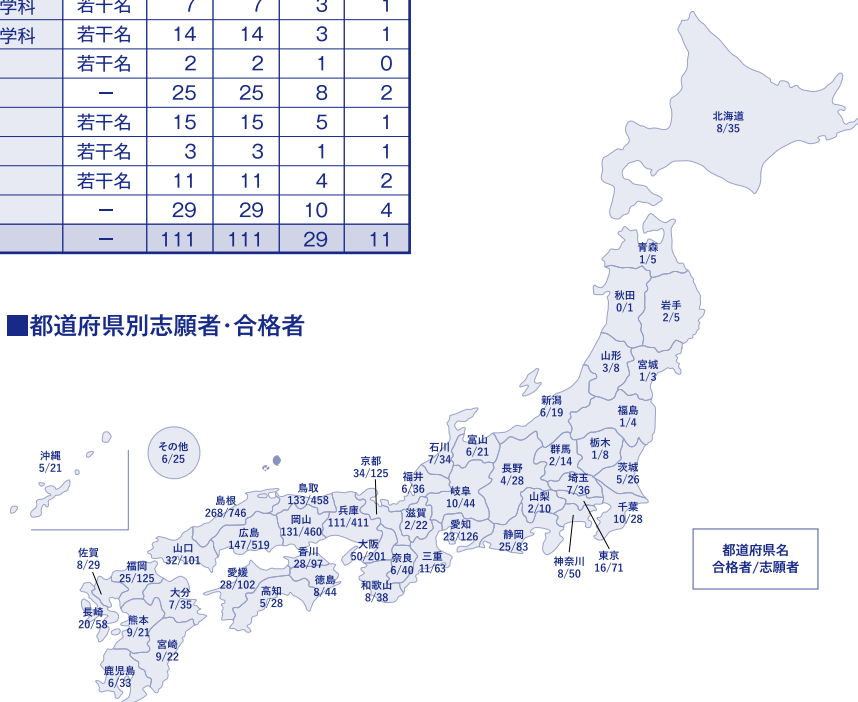 学科 若干名 7 7 3 1
学科 若干名 14 14 3 1
若干名 2 2 1 0
ー 25 25 8 2
若干名 15 15 5 1
若干名 3 3 1 1
若干名 11 11 4 2
ー 29 29 10 4
ー 111 111 29 11
■都道府県別志願者・合格者
北海道
8/35
青森
1/5
秋田
0/1
岩手
2/5
山形
3/8
宮城
1/3
新潟
6/19
福島
1/4
石川
7/34
富山
6/21
群馬
2/14
栃木
1/8
茨城
5/26
長野
4/28
埼玉
7/36
山梨
2/10
千葉
10/28
東京
16/71
神奈川
8/50
静岡
25/83
愛知
23/126
岐阜
10/44
福井
6/36
滋賀
2/22
三重
11/63
京都
34/125
奈良
6/40
和歌山
8/38
大阪
50/201
兵庫
111/411
鳥取
133/458
岡山
131/460
島根
268/746
広島
147/519
山口
32/101
香川
28/97
徳島
8/44
愛媛
28/102
高知
5/28
福岡
25/125
佐賀
8/29
長崎
20/58
大分
7/35
熊本
9/21
宮崎
9/22
鹿児島
6/33
沖縄
5/21
その他
6/25
都道府県名
合格者/志願者